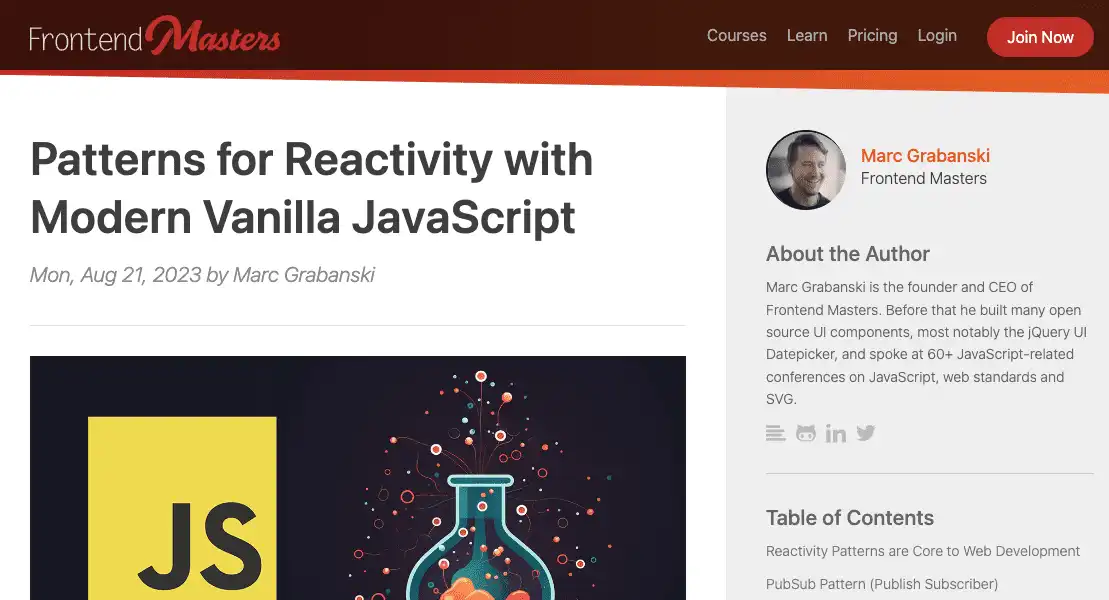 Frontend Masters
Courses Learn Pricing Login Join Now
Patterns for Reactivity with
Modern Vanilla JavaScript
Mon, Aug 21, 2023 by Marc Grabanski
JS
Marc Grabanski
Frontend Masters
About the Author
Marc Grabanski is the founder and CEO of
Frontend Masters. Before that he built many open
source UI components, most notably the jQuery UI
Datepicker, and spoke at 60+ JavaScript-related
conferences on JavaScript, web standards and
SVG.
Table of Contents
Reactivity Patterns are Core to Web Development
PubSub Pattern (Publish Subscriber)